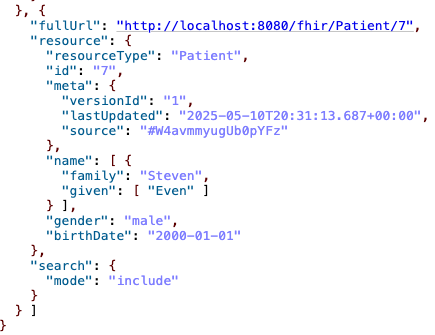 }, {
"fullUrl": "http://localhost:8080/fhir/Patient/7",
"resource": {
"resourceType": "Patient",
"id": "7",
"meta": {
"versionId": "1",
"lastUpdated": "2025-05-10T20:31:13.687+00:00",
"source": "#W4avmmyugUb0pYFz"
},
"name": [ {
"family": "Steven",
"given": [ "Even" ]
} ],
"gender": "male",
"birthDate": "2000-01-01"
},
"search": {
"mode": "include"
}
} ]
}